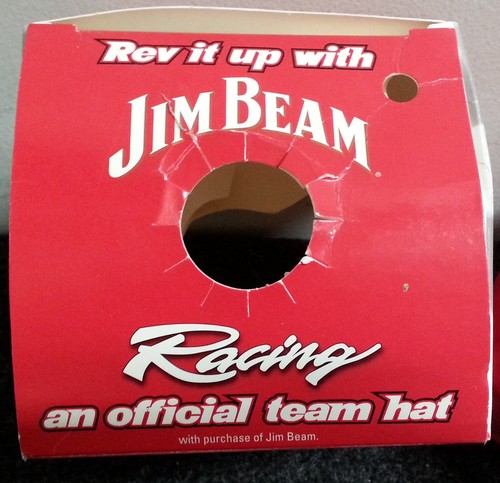 Rev it up with
JIM BEAM
Racing
an official team hat
with purchase of Jim Beam.